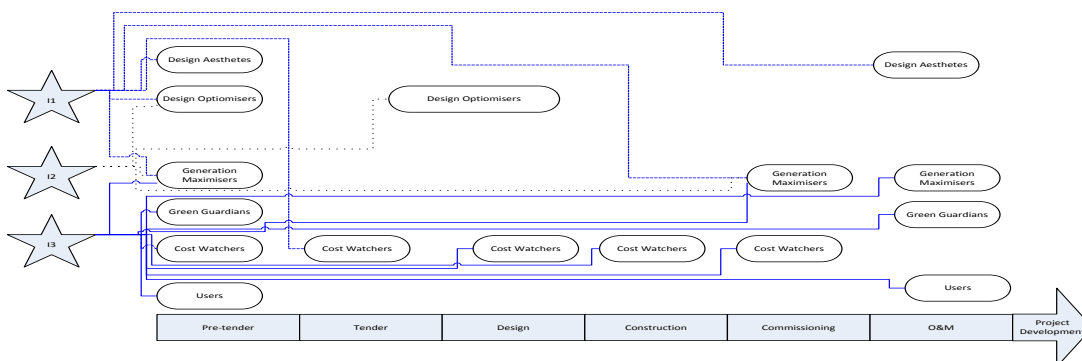 Design Aesthetes
Design Aesthetes
I1
Design Optiomisers
Design Optiomisers
I2
Generation
Maximisers
Generation
Maximisers
Generation
Maximisers
Green Guardians
Green Guardians
I3
Cost Watchers
Cost Watchers
Cost Watchers
Cost Watchers
Cost Watchers
Users
Users
Pre-tender
Tender
Design
Construction
Commissioning
O&M
Project
Development